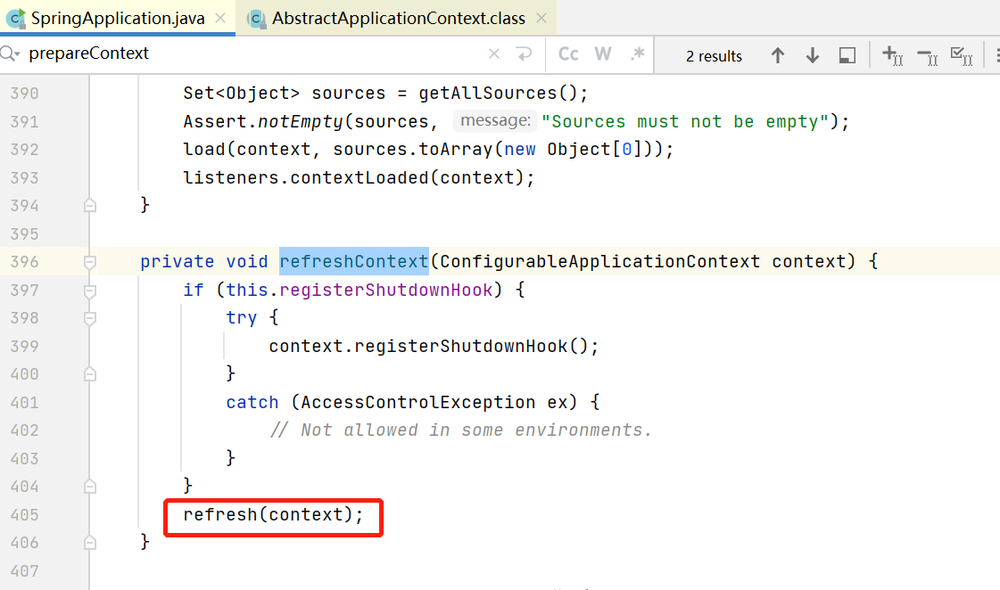 SpringApplication.java AbstractApplicationContext.class
prepareContext Cc W .* 2 results
390 Set<Object> sources = getAllSources();
391 Assert.notEmpty(sources, message: "Sources must not be empty");
392 load(context, sources.toArray(new Object[0]));
393 listeners.contextLoaded(context);
394 }
395
396 private void refreshContext(ConfigurableApplicationContext context) {
397 if (this.registerShutdownHook) {
398 try {
399 context.registerShutdownHook();
400 }
401 catch (AccessControlException ex) {
402 // Not allowed in some environments.
403 }
404 }
405 refresh(context);
406 }
407